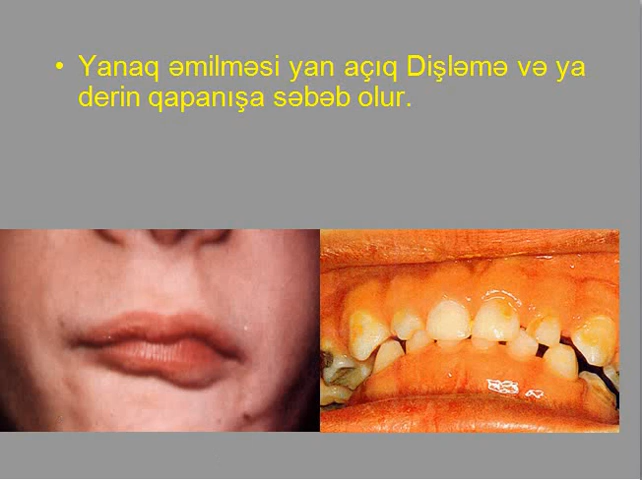 • Yanaq əmilməsi yan açıq Dişləmə və ya
derin qapanışa səbəb olur.